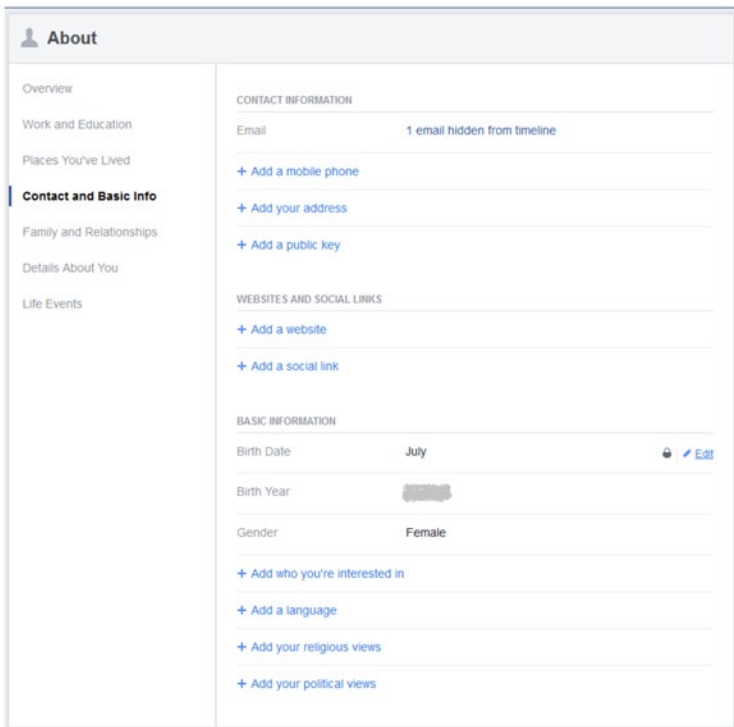 About
Overview
Work and Education
Places You've Lived
Contact and Basic Info
Family and Relationships
Details About You
Life Events
CONTACT INFORMATION
Email 1 email hidden from timeline
+ Add a mobile phone
+ Add your address
+ Add a public key
WEBSITES AND SOCIAL LINKS
+ Add a website
+ Add a social link
BASIC INFORMATION
Birth Date July Edit
Birth Year
Gender Female
+ Add who you're interested in
+ Add a language
+ Add your religious views
+ Add your political views